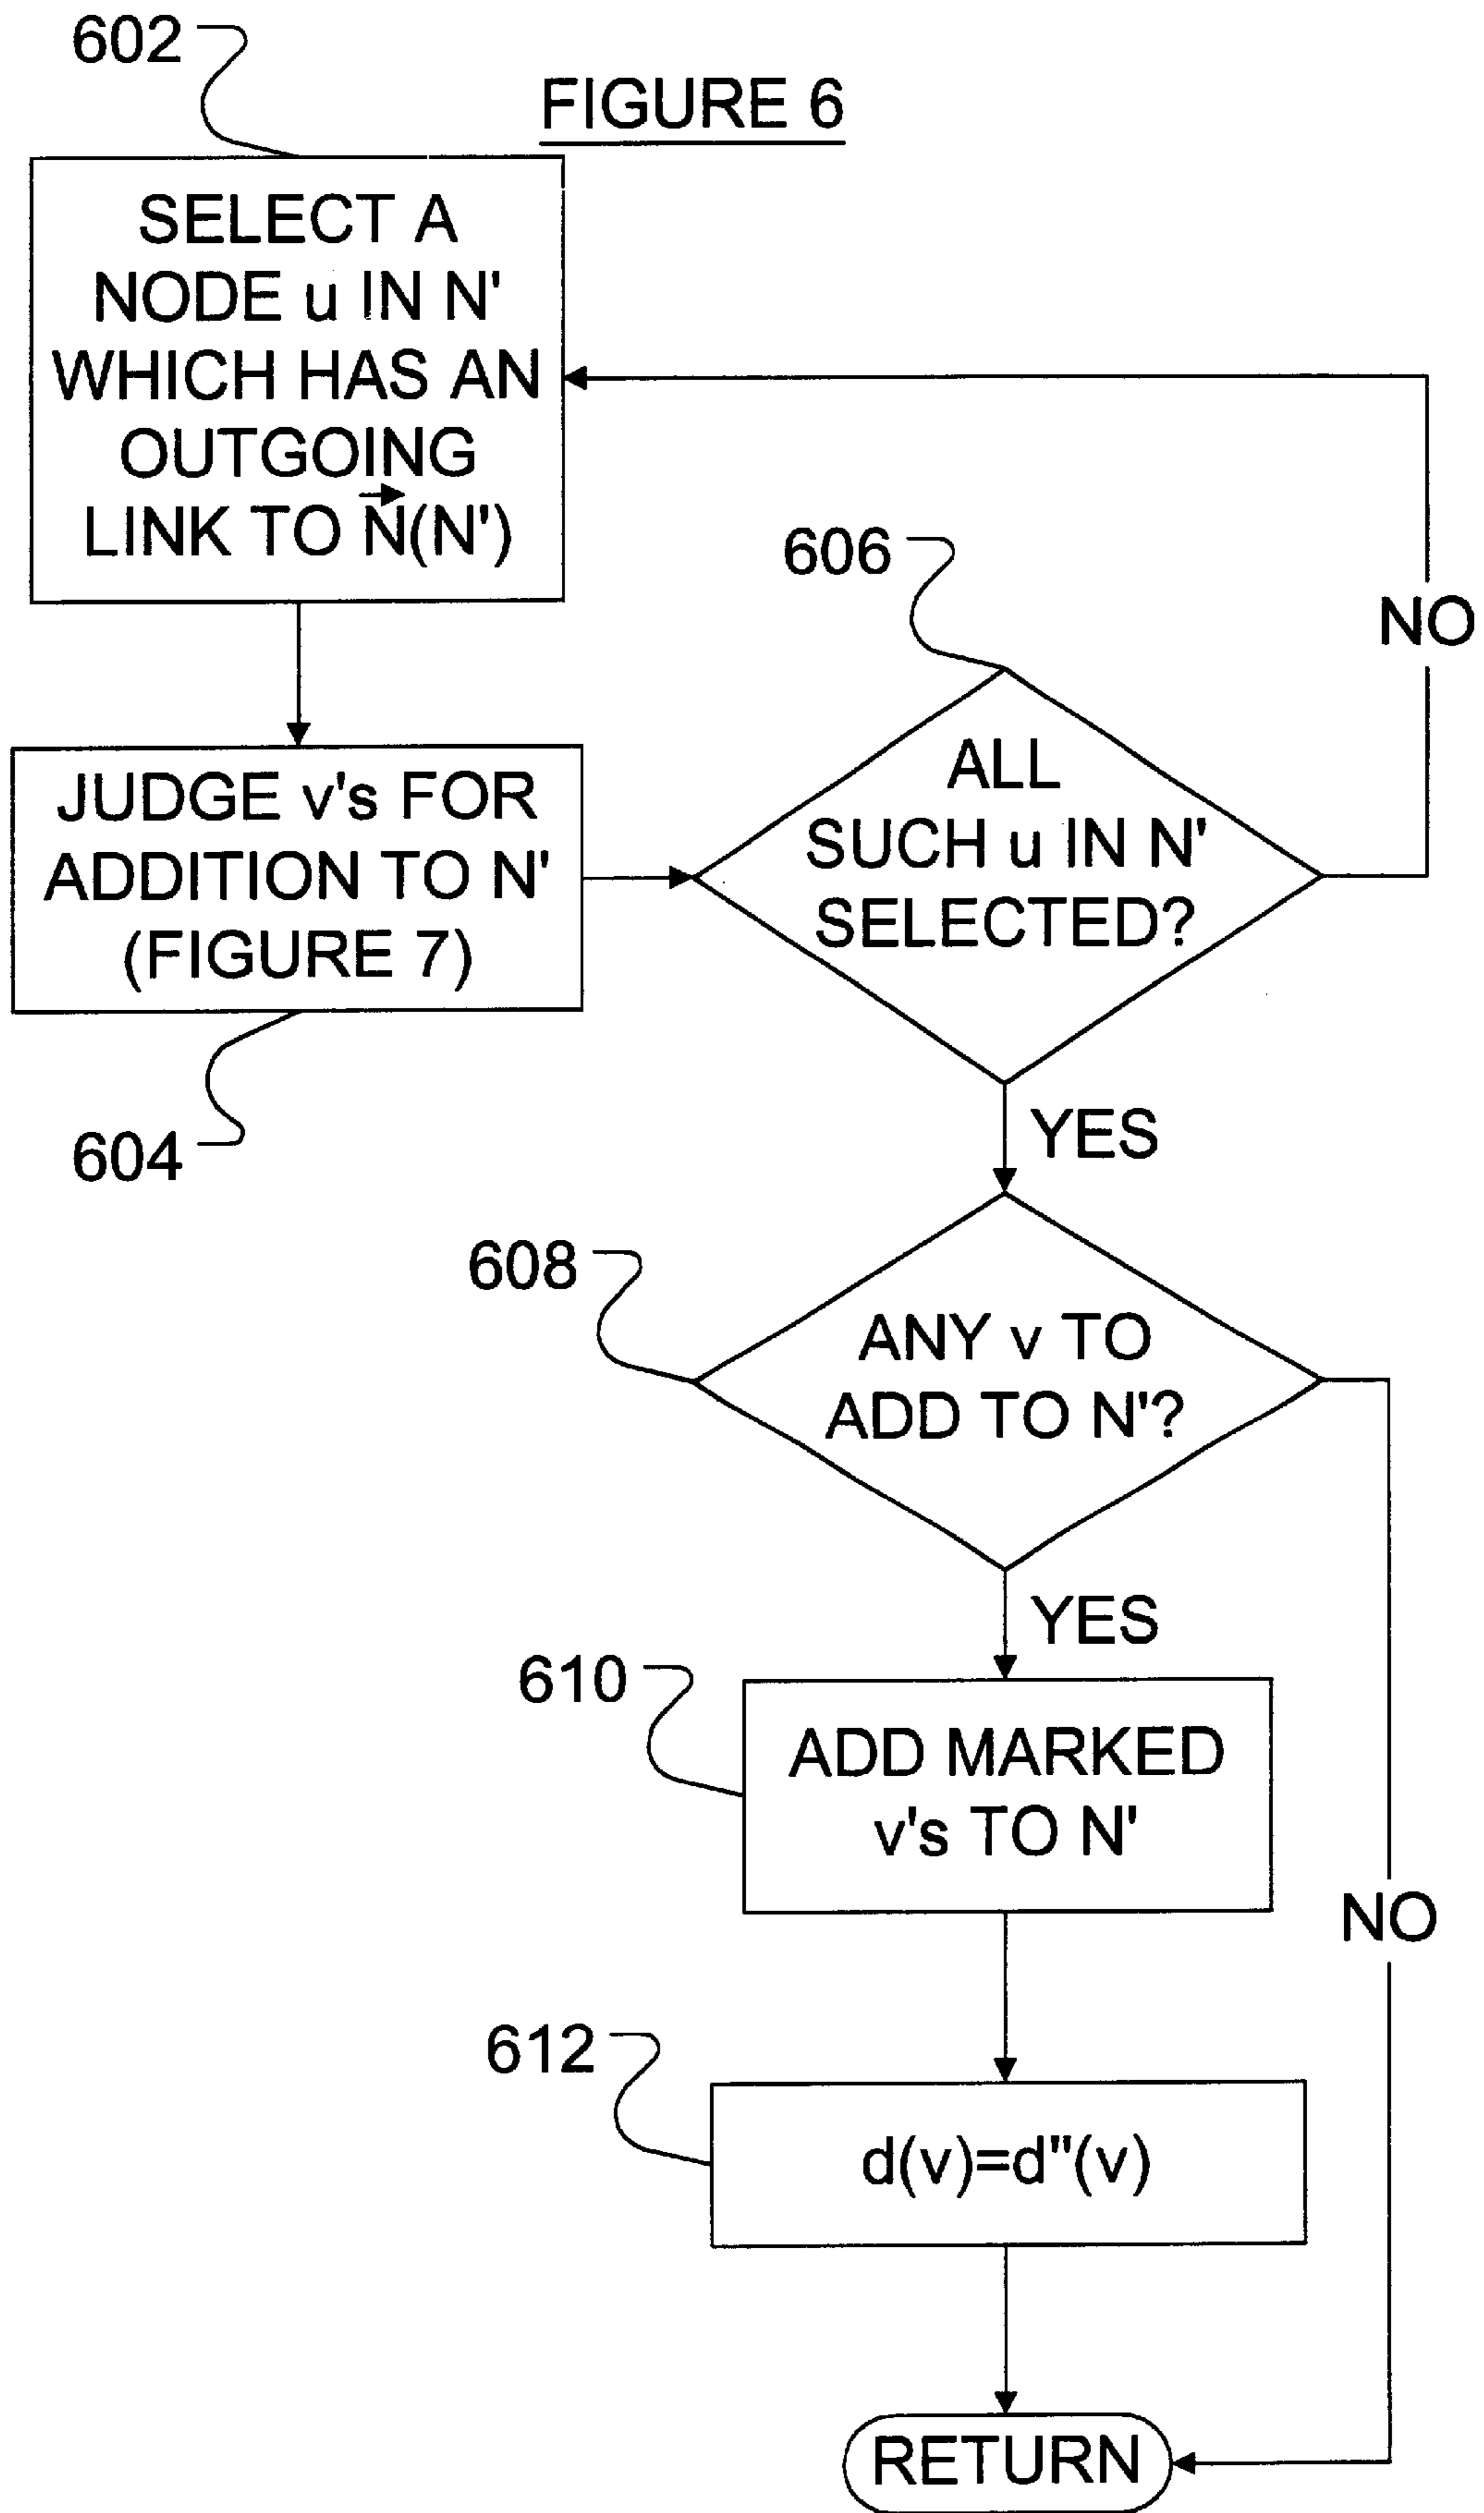 602
FIGURE 6
SELECT A
NODE u IN N'
WHICH HAS AN
OUTGOING
LINK TO N⃗(N')
606
NO
JUDGE v's FOR
ADDITION TO N'
(FIGURE 7)
ALL
SUCH u IN N'
SELECTED?
604
YES
608
ANY v TO
ADD TO N'?
YES
610
ADD MARKED
v's TO N'
NO
612
d(v)=d"(v)
RETURN